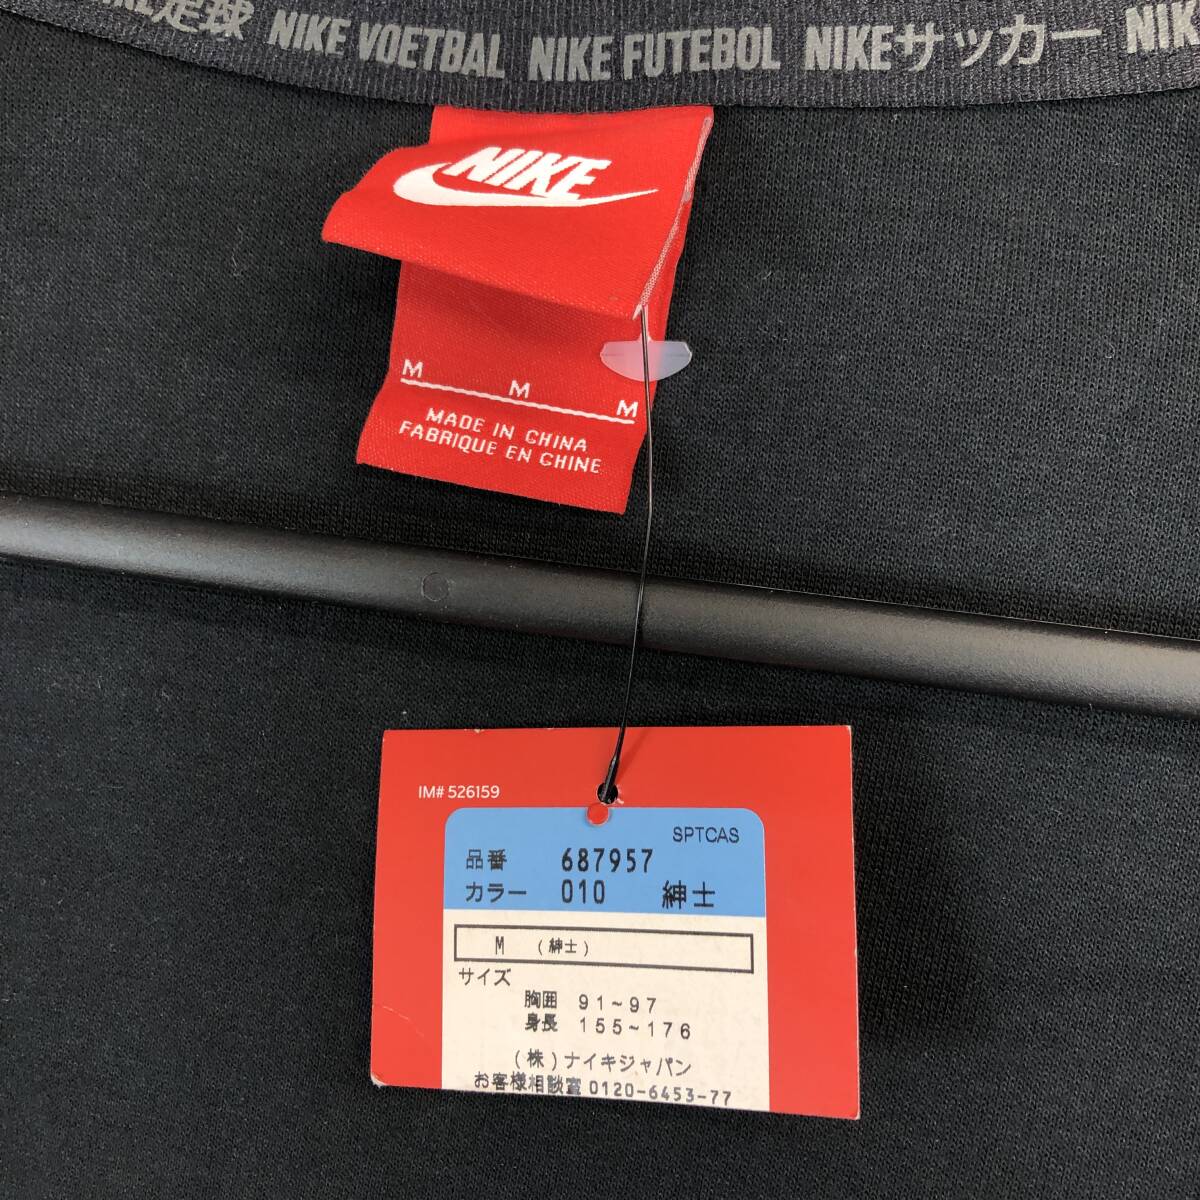 足球 NIKE VOETBAL NIKE FUTEBOL NIKEサッカー NIK
NIKE
M M M
MADE IN CHINA
FABRIQUE EN CHINE
IM# 526159
SPTCAS
品番 687957
カラー 010 紳士
M (紳士)
サイズ
胸囲 91~97
身長 155~176
(株)ナイキジャパン
お客様相談室 0120-6453-77